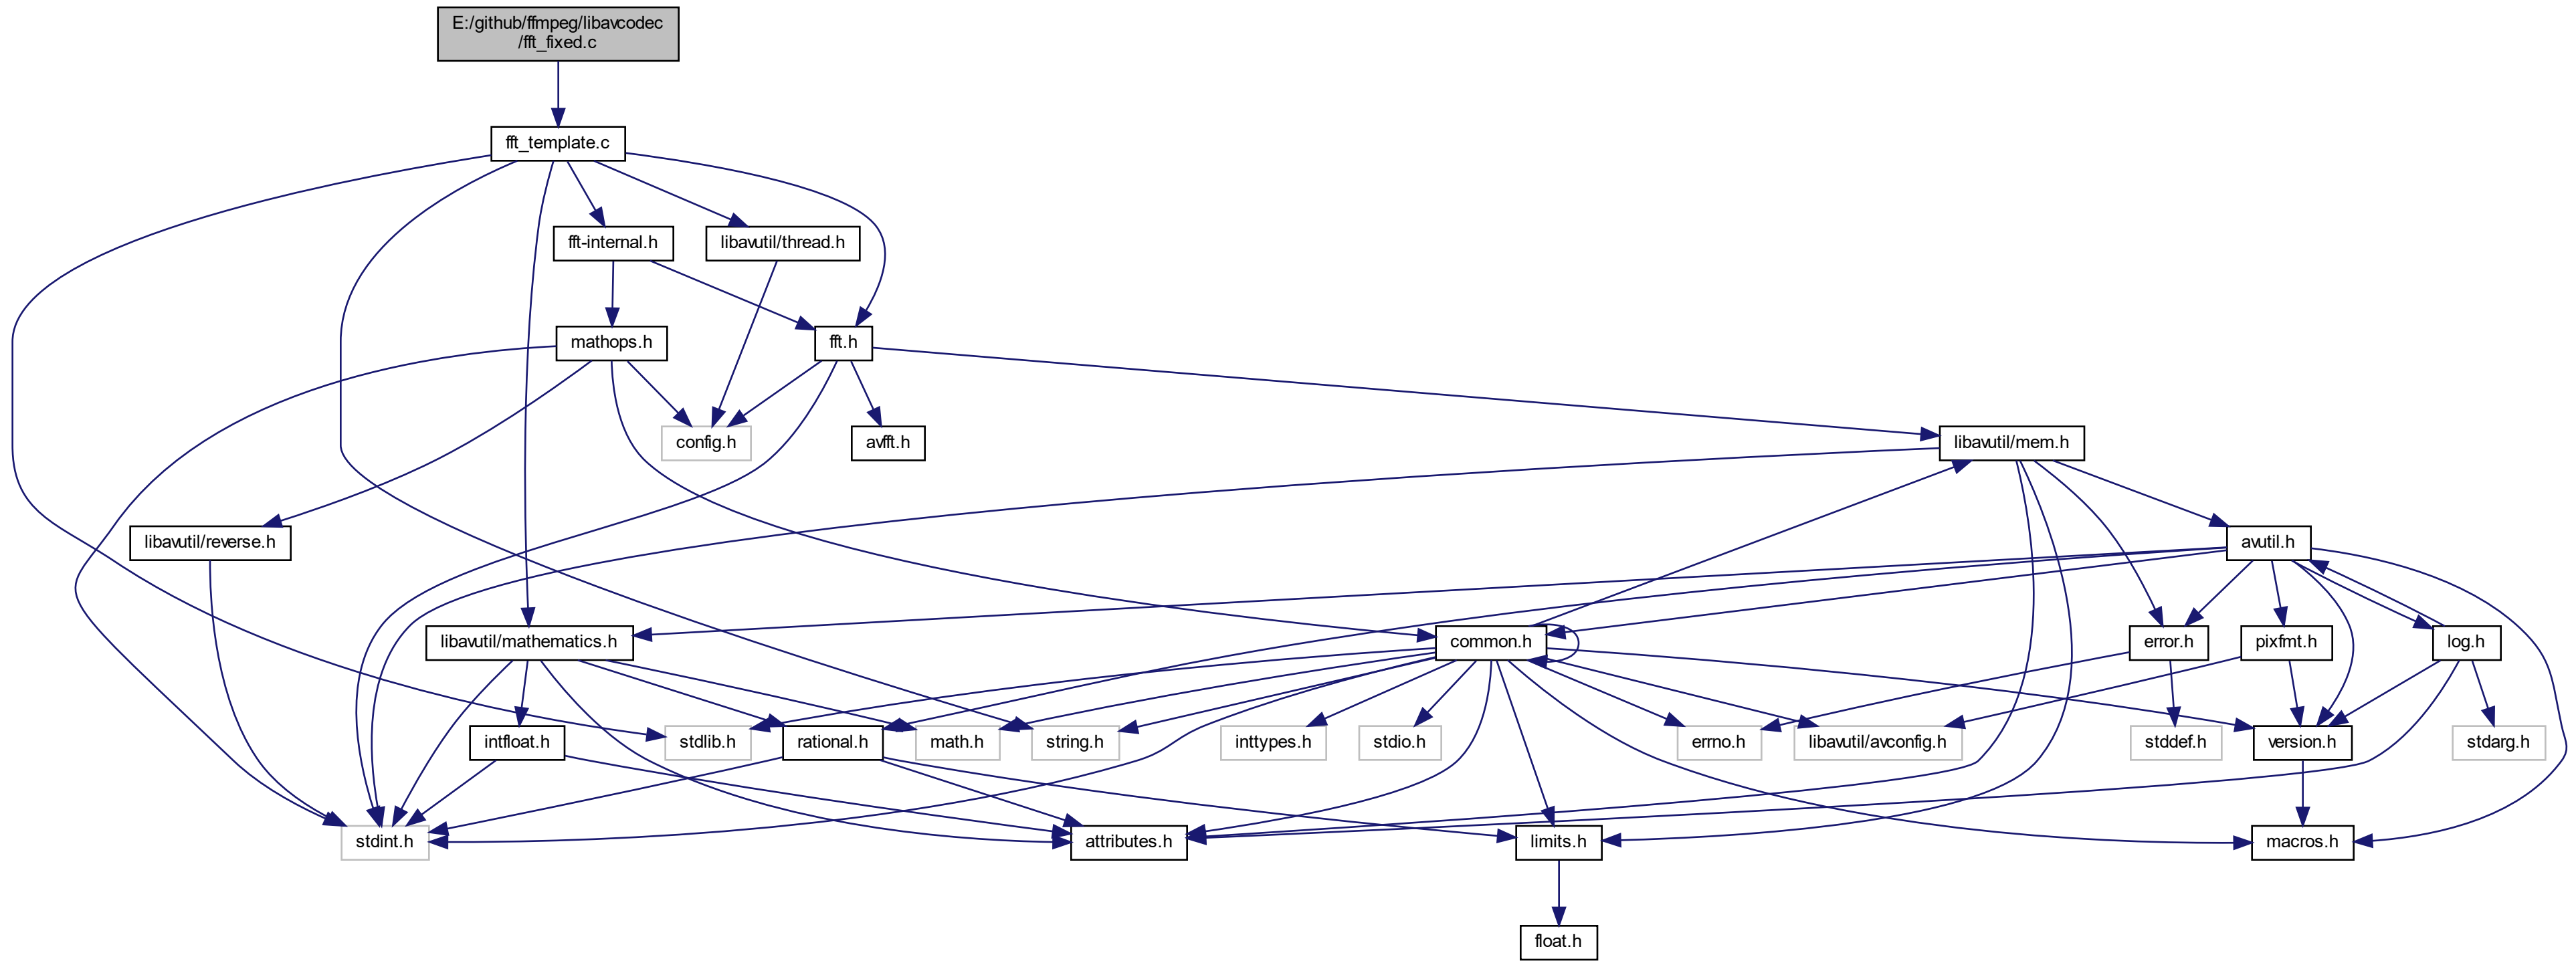 E:/github/ffmpeg/libavcodec
/fft_fixed.c
fft_template.c
fft-internal.h
libavutil/thread.h
mathops.h
fft.h
config.h
avfft.h
libavutil/mem.h
libavutil/reverse.h
avutil.h
libavutil/mathematics.h
common.h
error.h
pixfmt.h
log.h
intfloat.h
stdlib.h
rational.h
math.h
string.h
inttypes.h
stdio.h
errno.h
libavutil/avconfig.h
stddef.h
version.h
stdarg.h
stdint.h
attributes.h
limits.h
macros.h
float.h